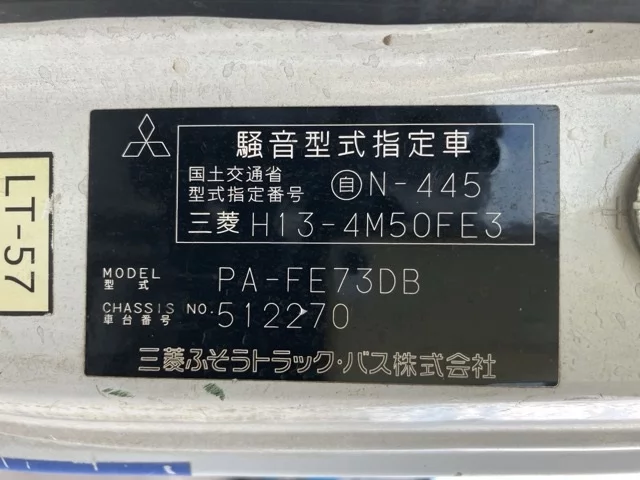 騒音型式指定車
国土交通省
型式指定番号 自N-445
三菱 H13-4M50FE3
MODEL
型式 PA-FE73DB
CHASSIS NO.
車台番号 512270
三菱ふそうトラック・バス株式会社
LT-57